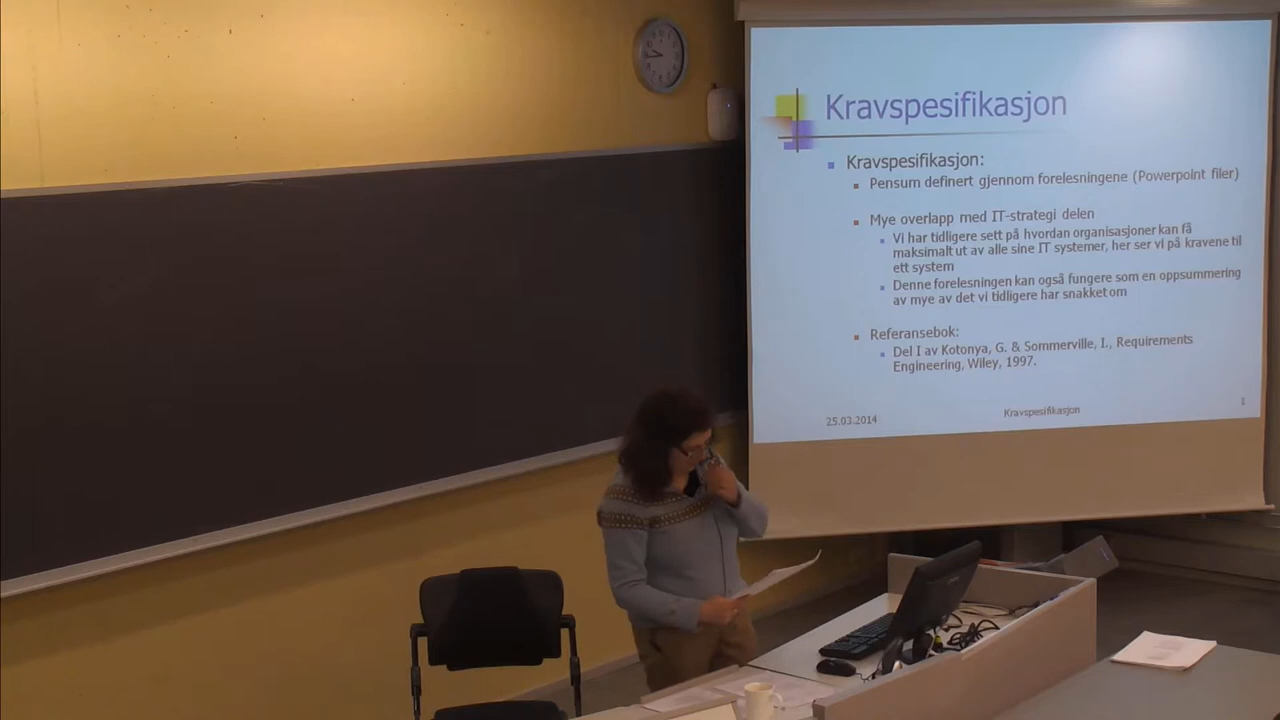 Kravspesifikasjon
Kravspesifikasjon:
Pensum definert gjennom forelesningene (Powerpoint filer)
Mye overlapp med IT-strategi delen
Vi har tidligere sett på hvordan organisasjoner kan få
maksimalt ut av alle sine IT systemer, her ser vi på kravene til
ett system
Denne forelesningen kan også fungere som en oppsummering
av mye av det vi tidligere har snakket om
Referansebok:
Del I av Kotonya, G. & Sommerville, I., Requirements
Engineering, Wiley, 1997.
25.03.2014
Kravspesifikasjon
1